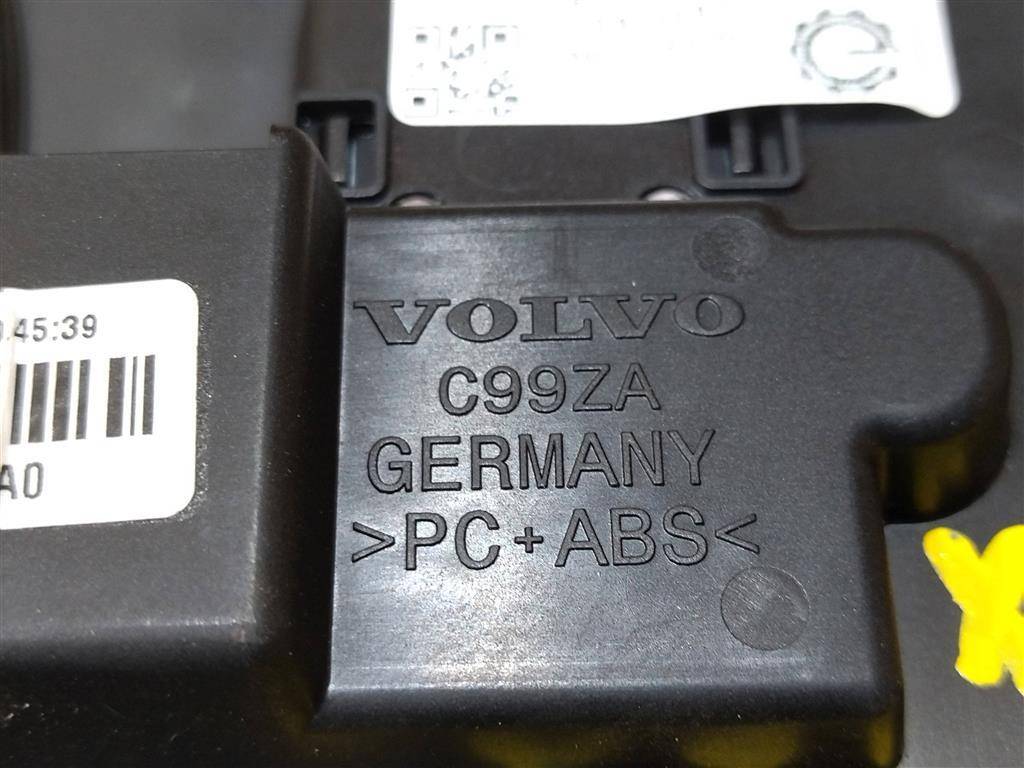 .45:39
A0
VOLVO
C99ZA
GERMANY
>PC+ABS<